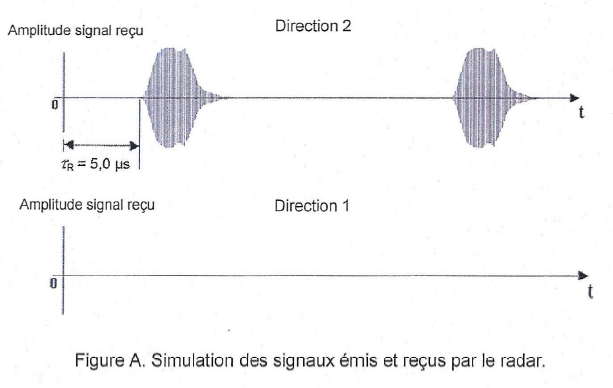 Direction 2
Amplitude signal reçu
0
t
τR = 5,0 µs
Amplitude signal reçu
Direction 1
0
t
Figure A. Simulation des signaux émis et reçus par le radar.